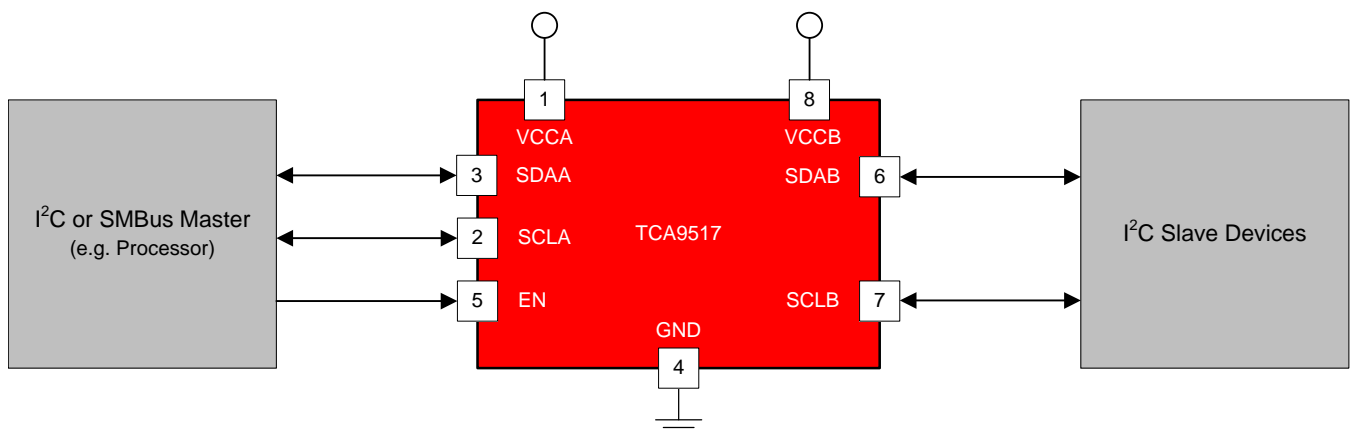 1
8
VCCA
VCCB
3
SDAA
SDAB
6
I²C or SMBus Master
(e.g. Processor)
2
SCLA
TCA9517
I²C Slave Devices
5
EN
SCLB
7
GND
4